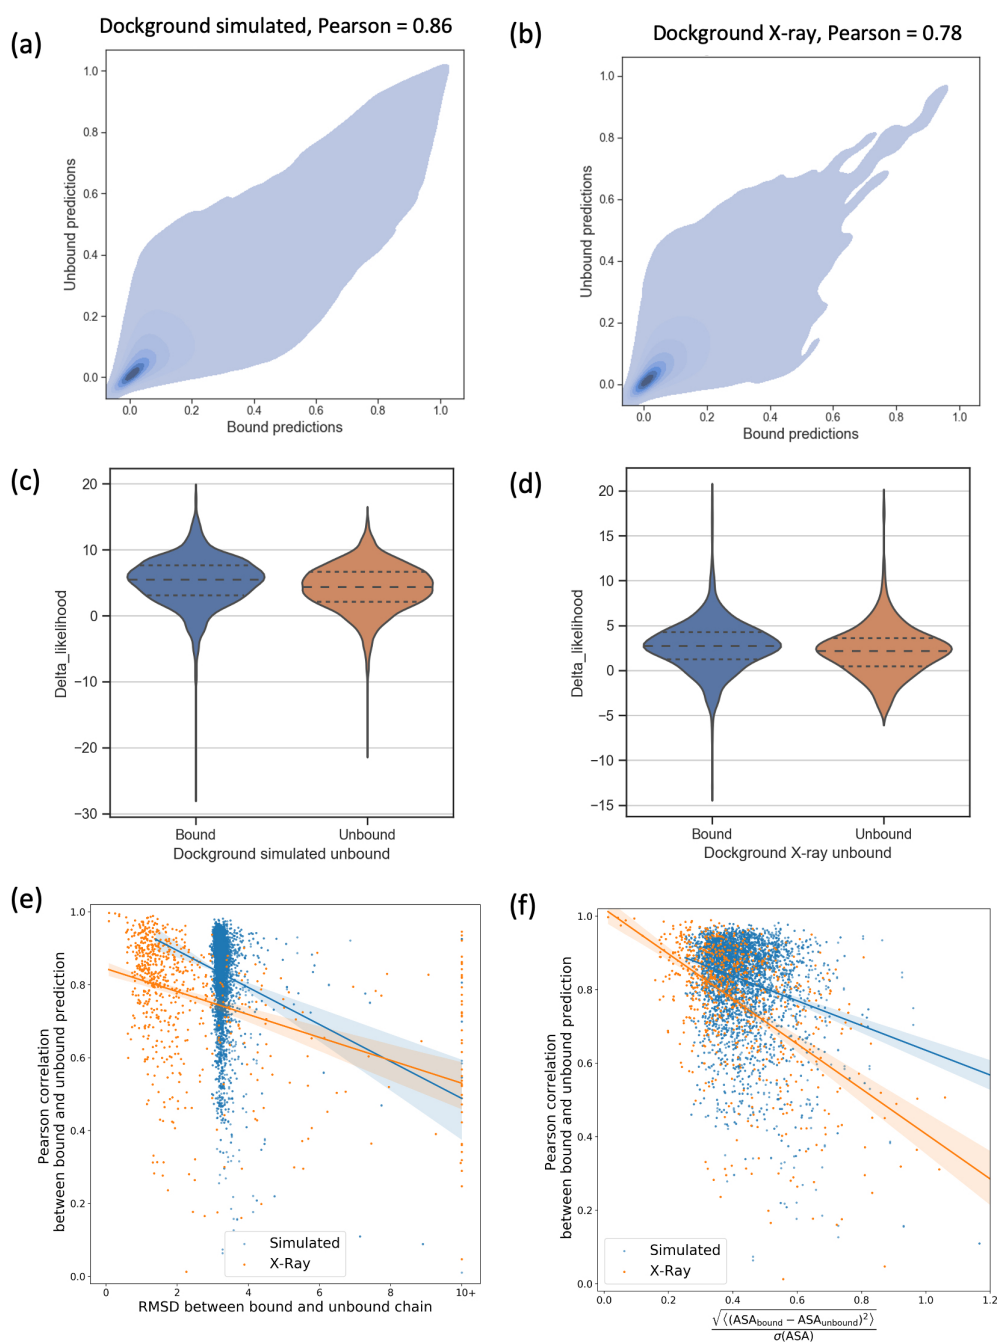 (a)
Dockground simulated, Pearson = 0.86
1.0
0.8
0.6
0.4
0.2
0.0
Unbound predictions
0.0 0.2 0.4 0.6 0.8 1.0
Bound predictions
(b)
Dockground X-ray, Pearson = 0.78
1.0
0.8
0.6
0.4
0.2
0.0
Unbound predictions
0.0 0.2 0.4 0.6 0.8 1.0
Bound predictions
(c)
20
10
0
−10
−20
−30
Delta_likelihood
Bound Unbound
Dockground simulated unbound
(d)
20
15
10
5
0
−5
−10
−15
Delta_likelihood
Bound Unbound
Dockground X-ray unbound
(e)
1.0
0.8
0.6
0.4
0.2
0.0
Pearson correlation
between bound and unbound prediction
Simulated
X-Ray
0 2 4 6 8 10+
RMSD between bound and unbound chain
(f)
1.0
0.8
0.6
0.4
0.2
0.0
Pearson correlation
between bound and unbound prediction
Simulated
X-Ray
0.0 0.2 0.4 0.6 0.8 1.0 1.2
√⟨(ASA_bound − ASA_unbound)²⟩
σ(ASA)